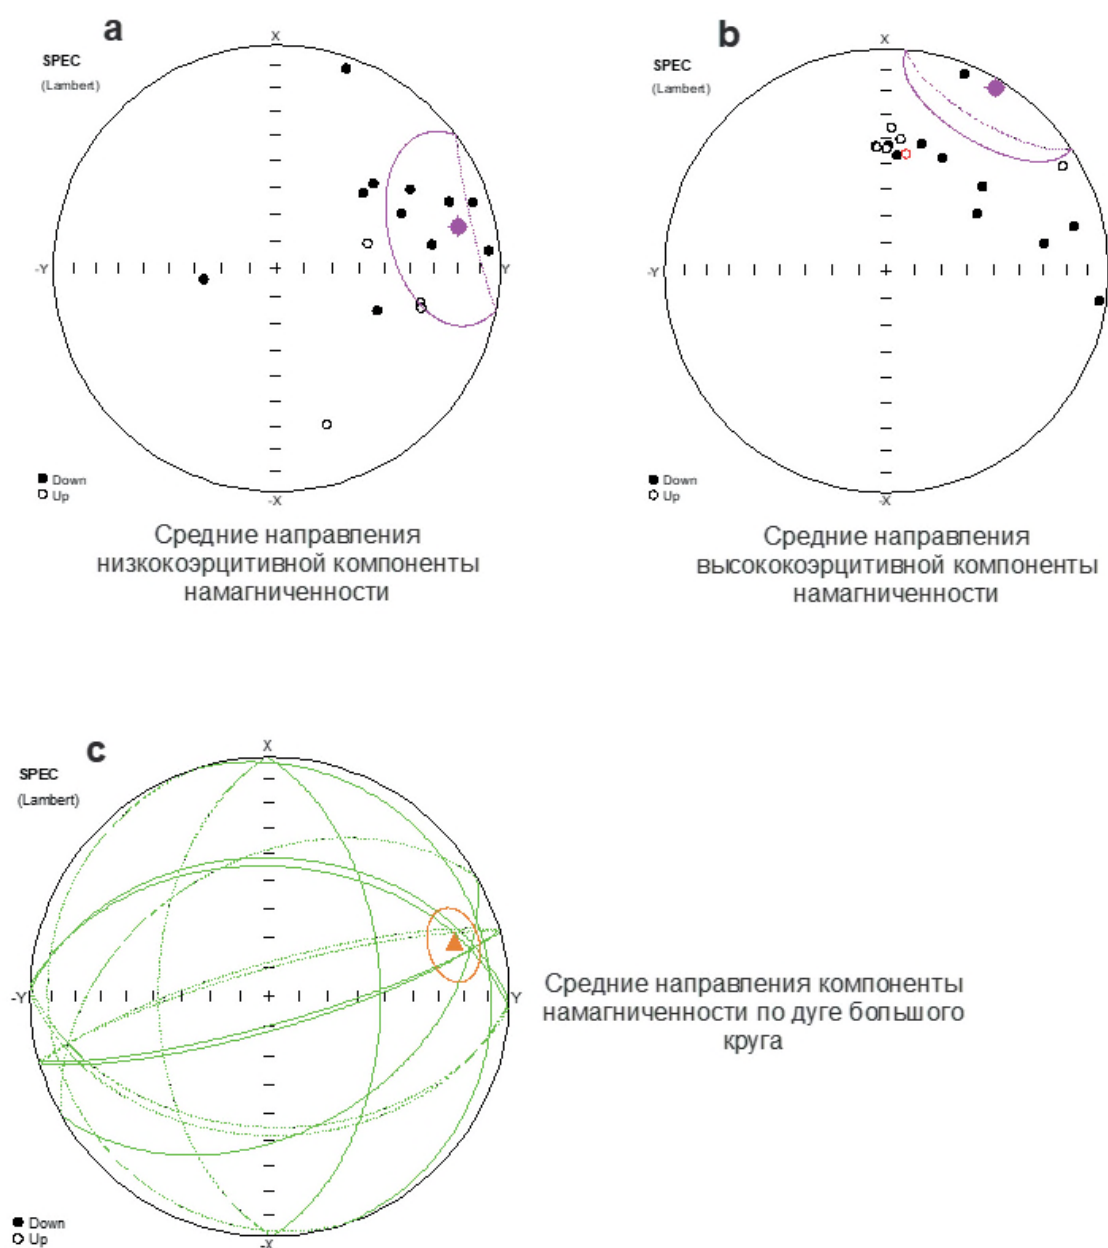 a
X
SPEC
(Lambert)
-Y
Y
Down
Up
-X
Средние направления
низкокоэрцитивной компоненты
намагниченности
b
X
SPEC
(Lambert)
-Y
Down
Up
-X
Средние направления
высококоэрцитивной компоненты
намагниченности
c
X
SPEC
(Lambert)
-Y
Y
Down
Up
-X
Средние направления компоненты
намагниченности по дуге большого
круга